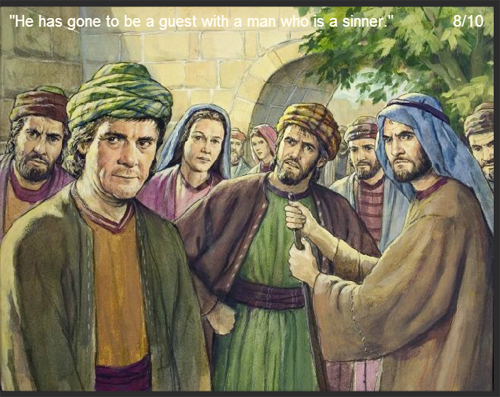 "He has gone to be a guest with a man who is a sinner." 8/10